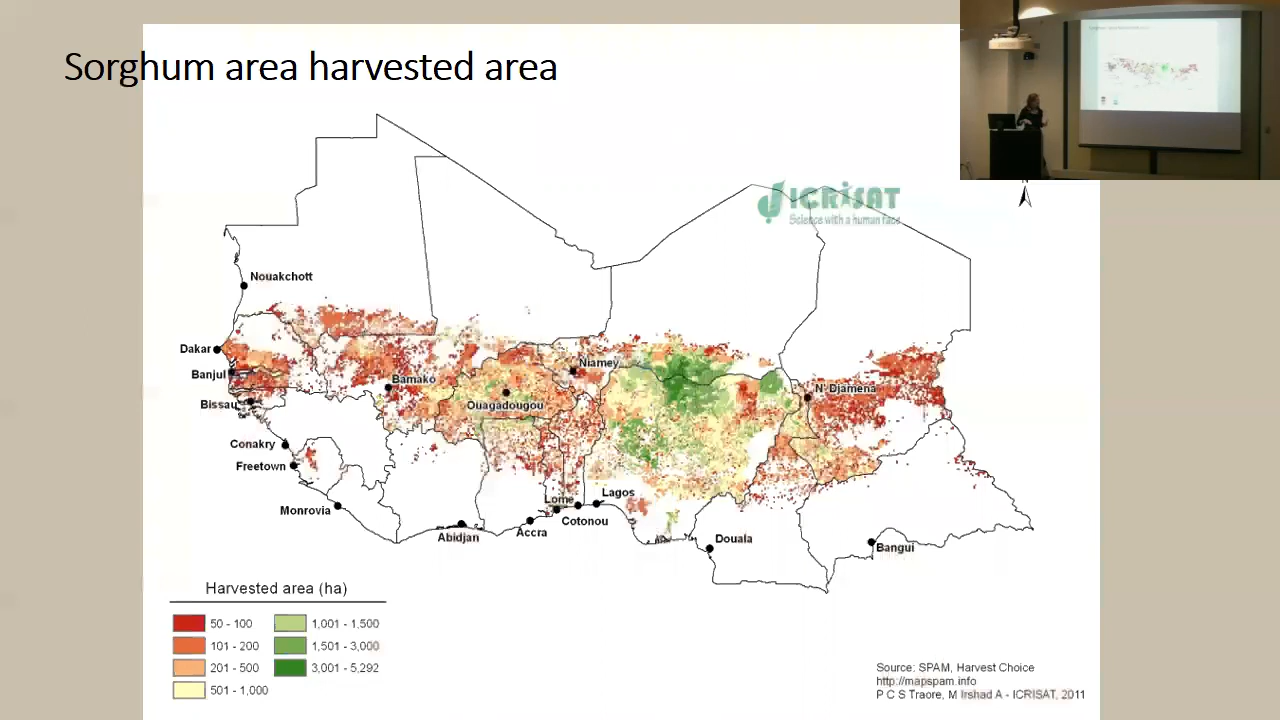 Sorghum area harvested area
ICRISAT
Science with a human face
N
Nouakchott
Dakar
Banjul
Bissau
Bamako
Niamey
Ouagadougou
N'Djamena
Conakry
Freetown
Monrovia
Abidjan
Accra
Lome
Cotonou
Lagos
Douala
Bangui
Harvested area (ha)
50 - 100
101 - 200
201 - 500
501 - 1,000
1,001 - 1,500
1,501 - 3,000
3,001 - 5,292
Source: SPAM, Harvest Choice
http://mapspam.info
P C S Traore, M Irshad A - ICRISAT, 2011